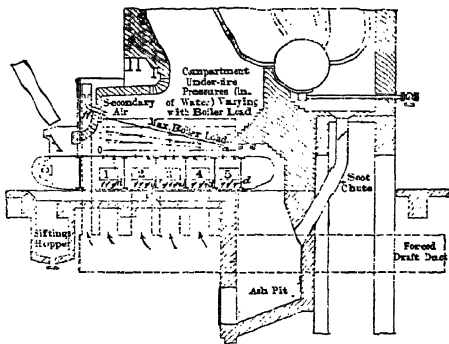 Compartment
Under-fire
Pressures (in.
of Water) Varying
with Boiler Load
Secondary
Air
Max Boiler Load
0
1
2
4
5
Soot
Chute
Siftings
Hopper
Forced
Draft Duct
Ash Pit